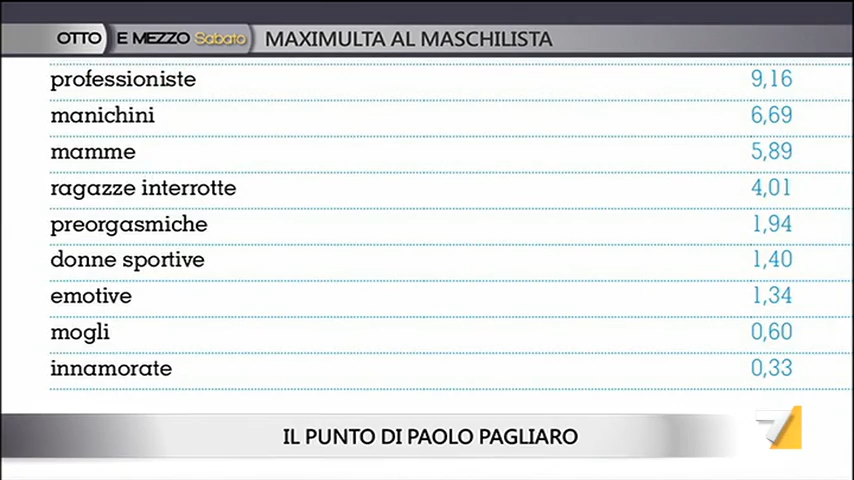 OTTO E MEZZO Sabato MAXIMULTA AL MASCHILISTA
professioniste 9,16
manichini 6,69
mamme 5,89
ragazze interrotte 4,01
preorgasmiche 1,94
donne sportive 1,40
emotive 1,34
mogli 0,60
innamorate 0,33
IL PUNTO DI PAOLO PAGLIARO
7